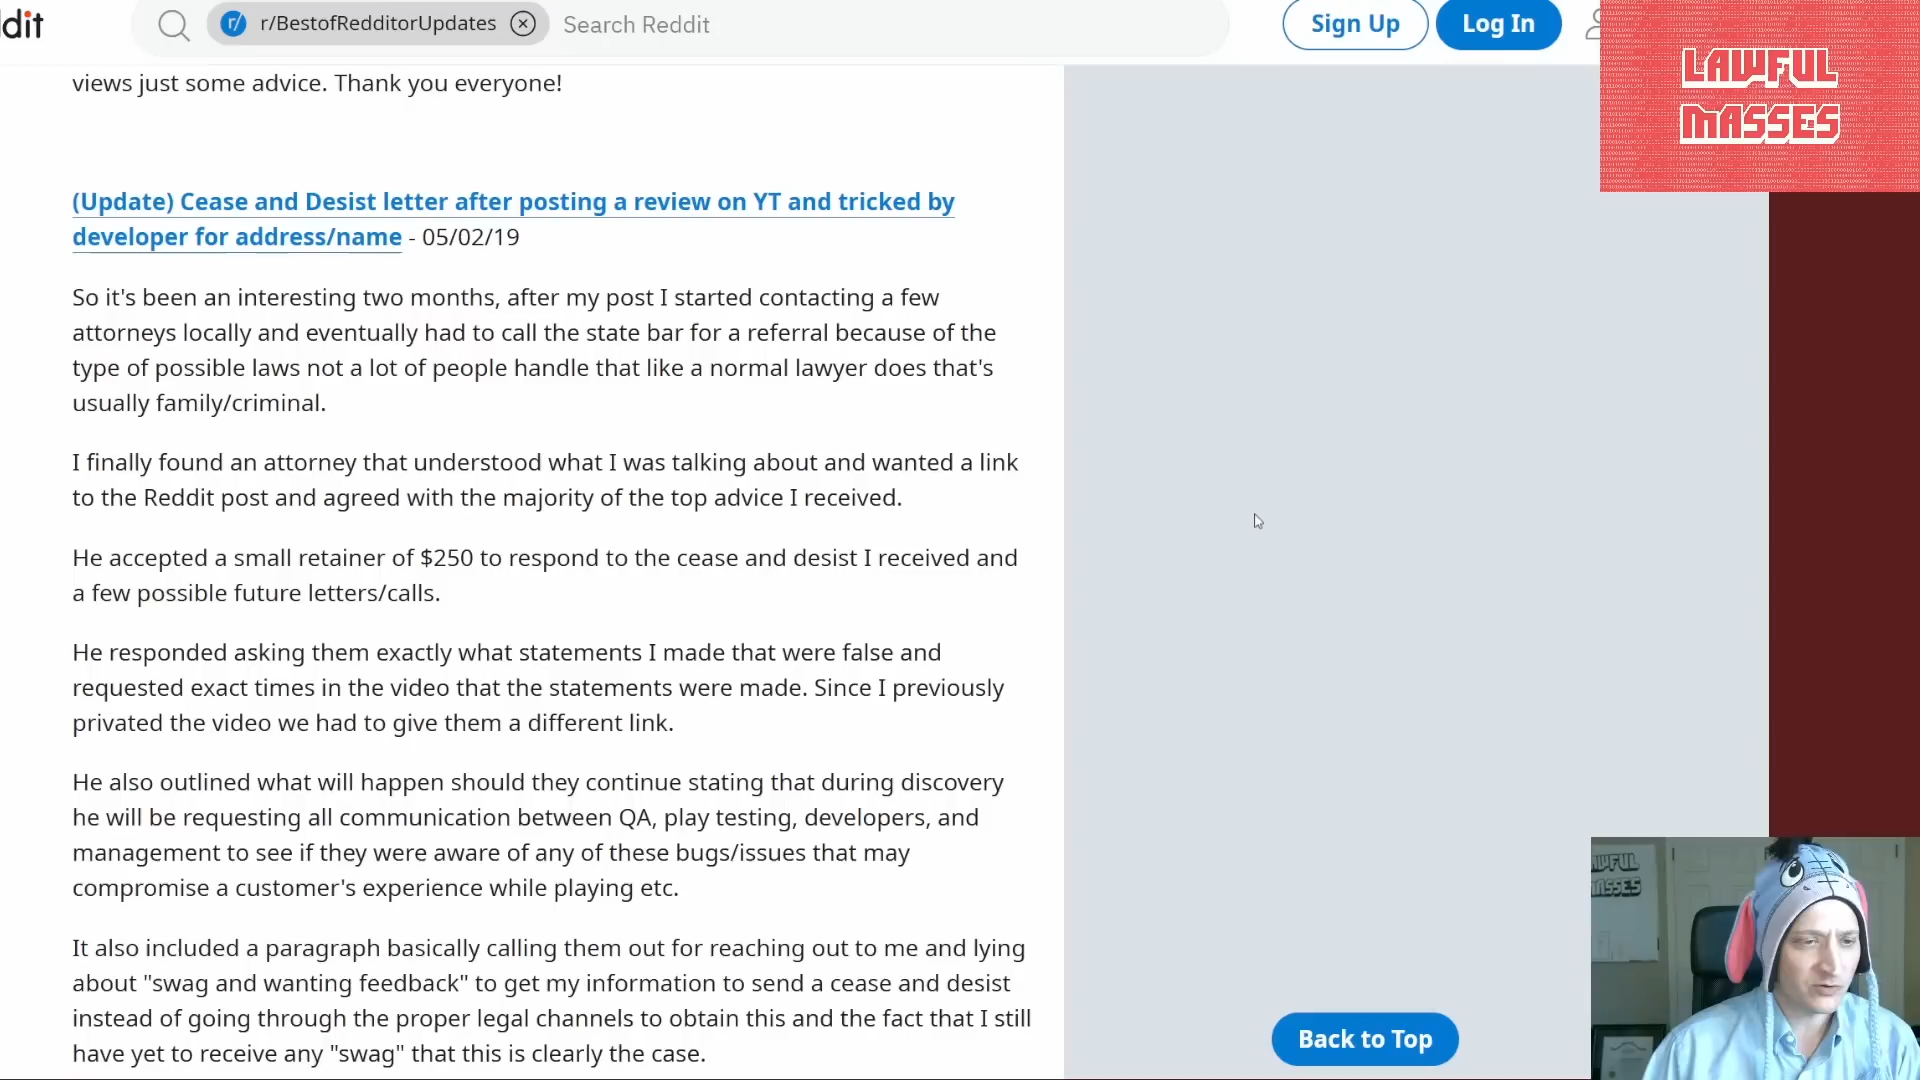 dit
r/
r/BestofRedditorUpdates
Search Reddit
Sign Up
Log In
LAWFUL
MASSES
views just some advice. Thank you everyone!
(Update) Cease and Desist letter after posting a review on YT and tricked by
developer for address/name - 05/02/19
So it's been an interesting two months, after my post I started contacting a few
attorneys locally and eventually had to call the state bar for a referral because of the
type of possible laws not a lot of people handle that like a normal lawyer does that's
usually family/criminal.
I finally found an attorney that understood what I was talking about and wanted a link
to the Reddit post and agreed with the majority of the top advice I received.
He accepted a small retainer of $250 to respond to the cease and desist I received and
a few possible future letters/calls.
He responded asking them exactly what statements I made that were false and
requested exact times in the video that the statements were made. Since I previously
privated the video we had to give them a different link.
He also outlined what will happen should they continue stating that during discovery
he will be requesting all communication between QA, play testing, developers, and
management to see if they were aware of any of these bugs/issues that may
compromise a customer's experience while playing etc.
It also included a paragraph basically calling them out for reaching out to me and lying
about "swag and wanting feedback" to get my information to send a cease and desist
instead of going through the proper legal channels to obtain this and the fact that I still
have yet to receive any "swag" that this is clearly the case.
Back to Top